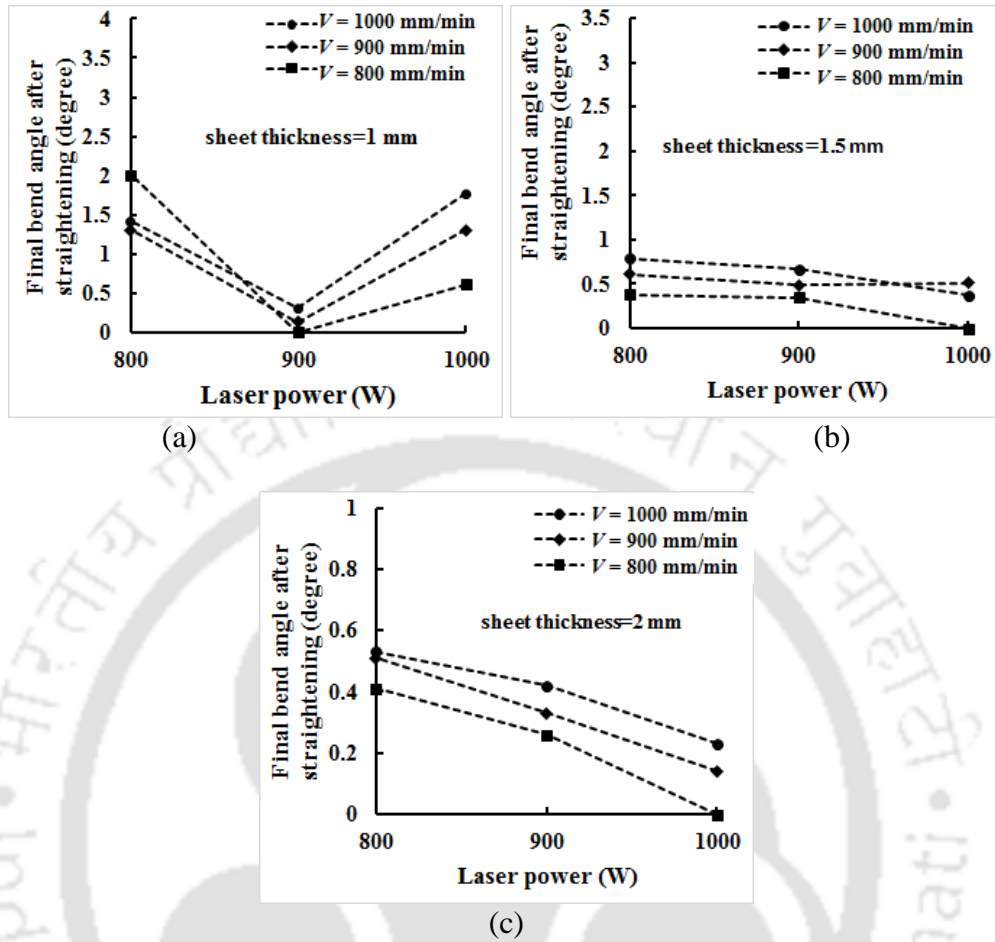 Final bend angle after
straightening (degree)
4
3.5
3
2.5
2
1.5
1
0.5
0
800
900
1000
Laser power (W)
V = 1000 mm/min
V = 900 mm/min
V = 800 mm/min
sheet thickness=1 mm
(a)
Final bend angle after
straightening (degree)
3.5
3
2.5
2
1.5
1
0.5
0
800
900
1000
Laser power (W)
V = 1000 mm/min
V = 900 mm/min
V = 800 mm/min
sheet thickness=1.5 mm
(b)
Final bend angle after
straightening (degree)
1
0.8
0.6
0.4
0.2
0
800
900
1000
Laser power (W)
V = 1000 mm/min
V = 900 mm/min
V = 800 mm/min
sheet thickness=2 mm
(c)